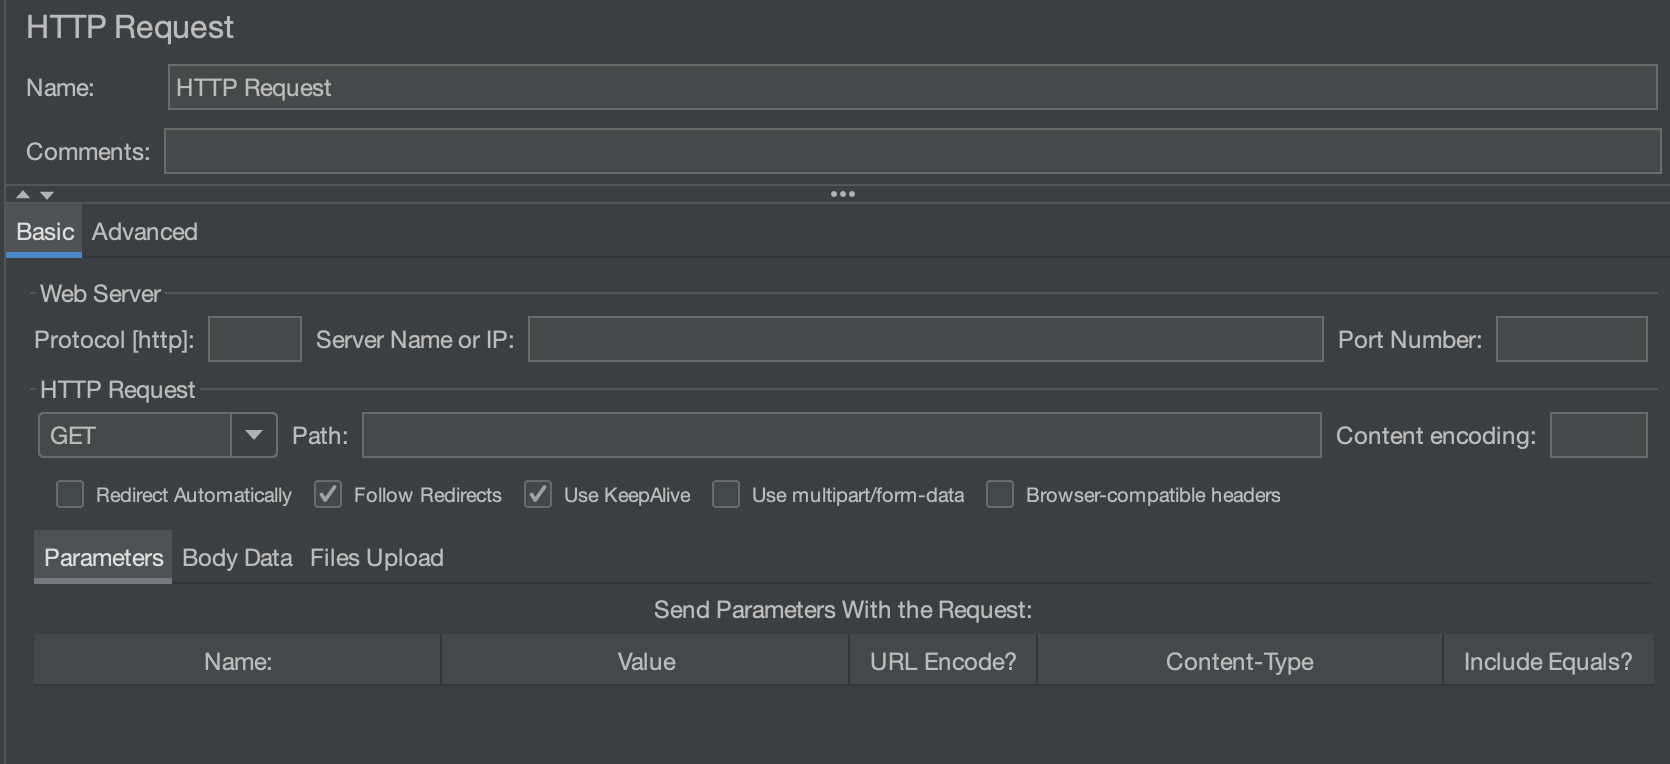 HTTP Request
Name: HTTP Request
Comments:
Basic Advanced
Web Server
Protocol [http]: Server Name or IP: Port Number:
HTTP Request
GET Path: Content encoding:
Redirect Automatically Follow Redirects Use KeepAlive Use multipart/form-data Browser-compatible headers
Parameters Body Data Files Upload
Send Parameters With the Request:
Name: Value URL Encode? Content-Type Include Equals?